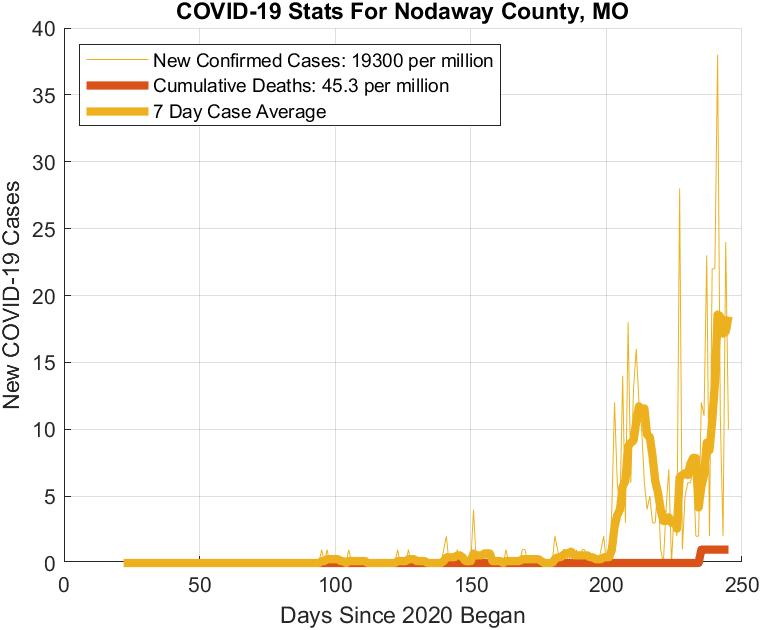 COVID-19 Stats For Nodaway County, MO
New Confirmed Cases: 19300 per million
Cumulative Deaths: 45.3 per million
7 Day Case Average
New COVID-19 Cases
40
35
30
25
20
15
10
5
0
0 50 100 150 200 250
Days Since 2020 Began